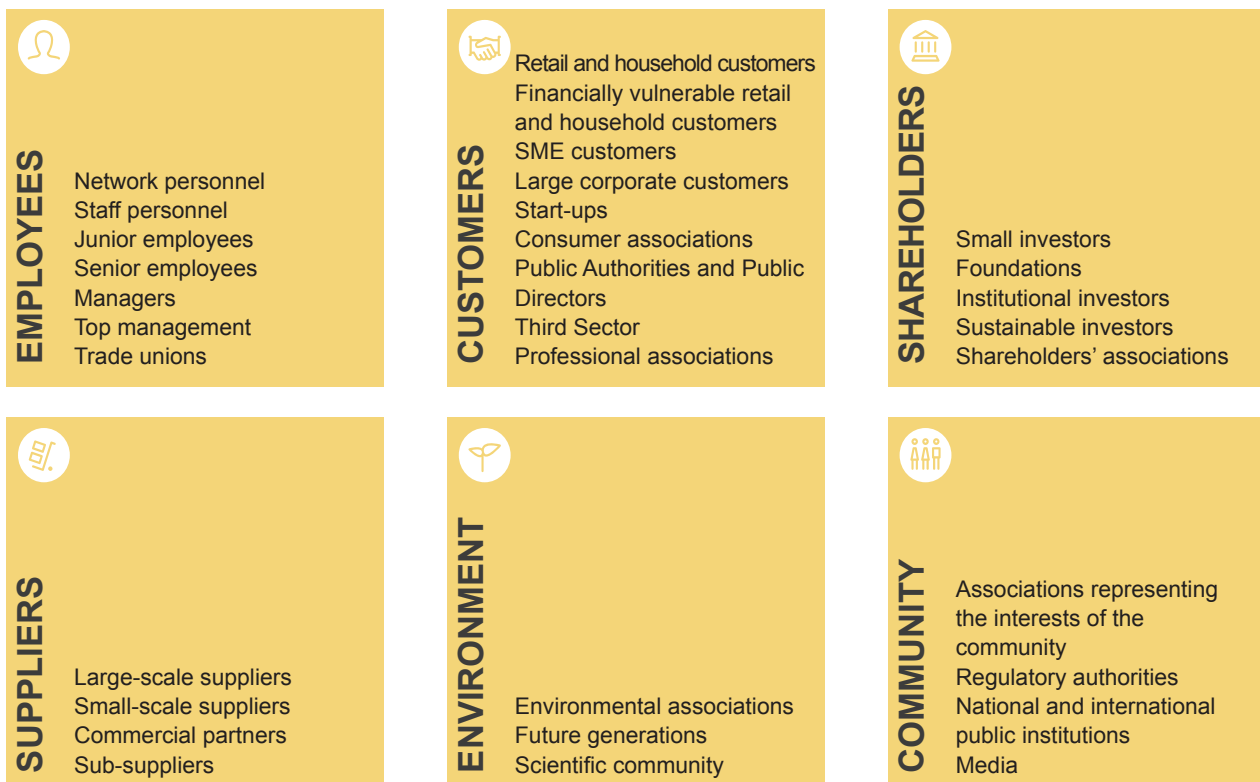 EMPLOYEES
Network personnel
Staff personnel
Junior employees
Senior employees
Managers
Top management
Trade unions
CUSTOMERS
Retail and household customers
Financially vulnerable retail
and household customers
SME customers
Large corporate customers
Start-ups
Consumer associations
Public Authorities and Public
Directors
Third Sector
Professional associations
SHAREHOLDERS
Small investors
Foundations
Institutional investors
Sustainable investors
Shareholders’ associations
SUPPLIERS
Large-scale suppliers
Small-scale suppliers
Commercial partners
Sub-suppliers
ENVIRONMENT
Environmental associations
Future generations
Scientific community
COMMUNITY
Associations representing
the interests of the
community
Regulatory authorities
National and international
public institutions
Media